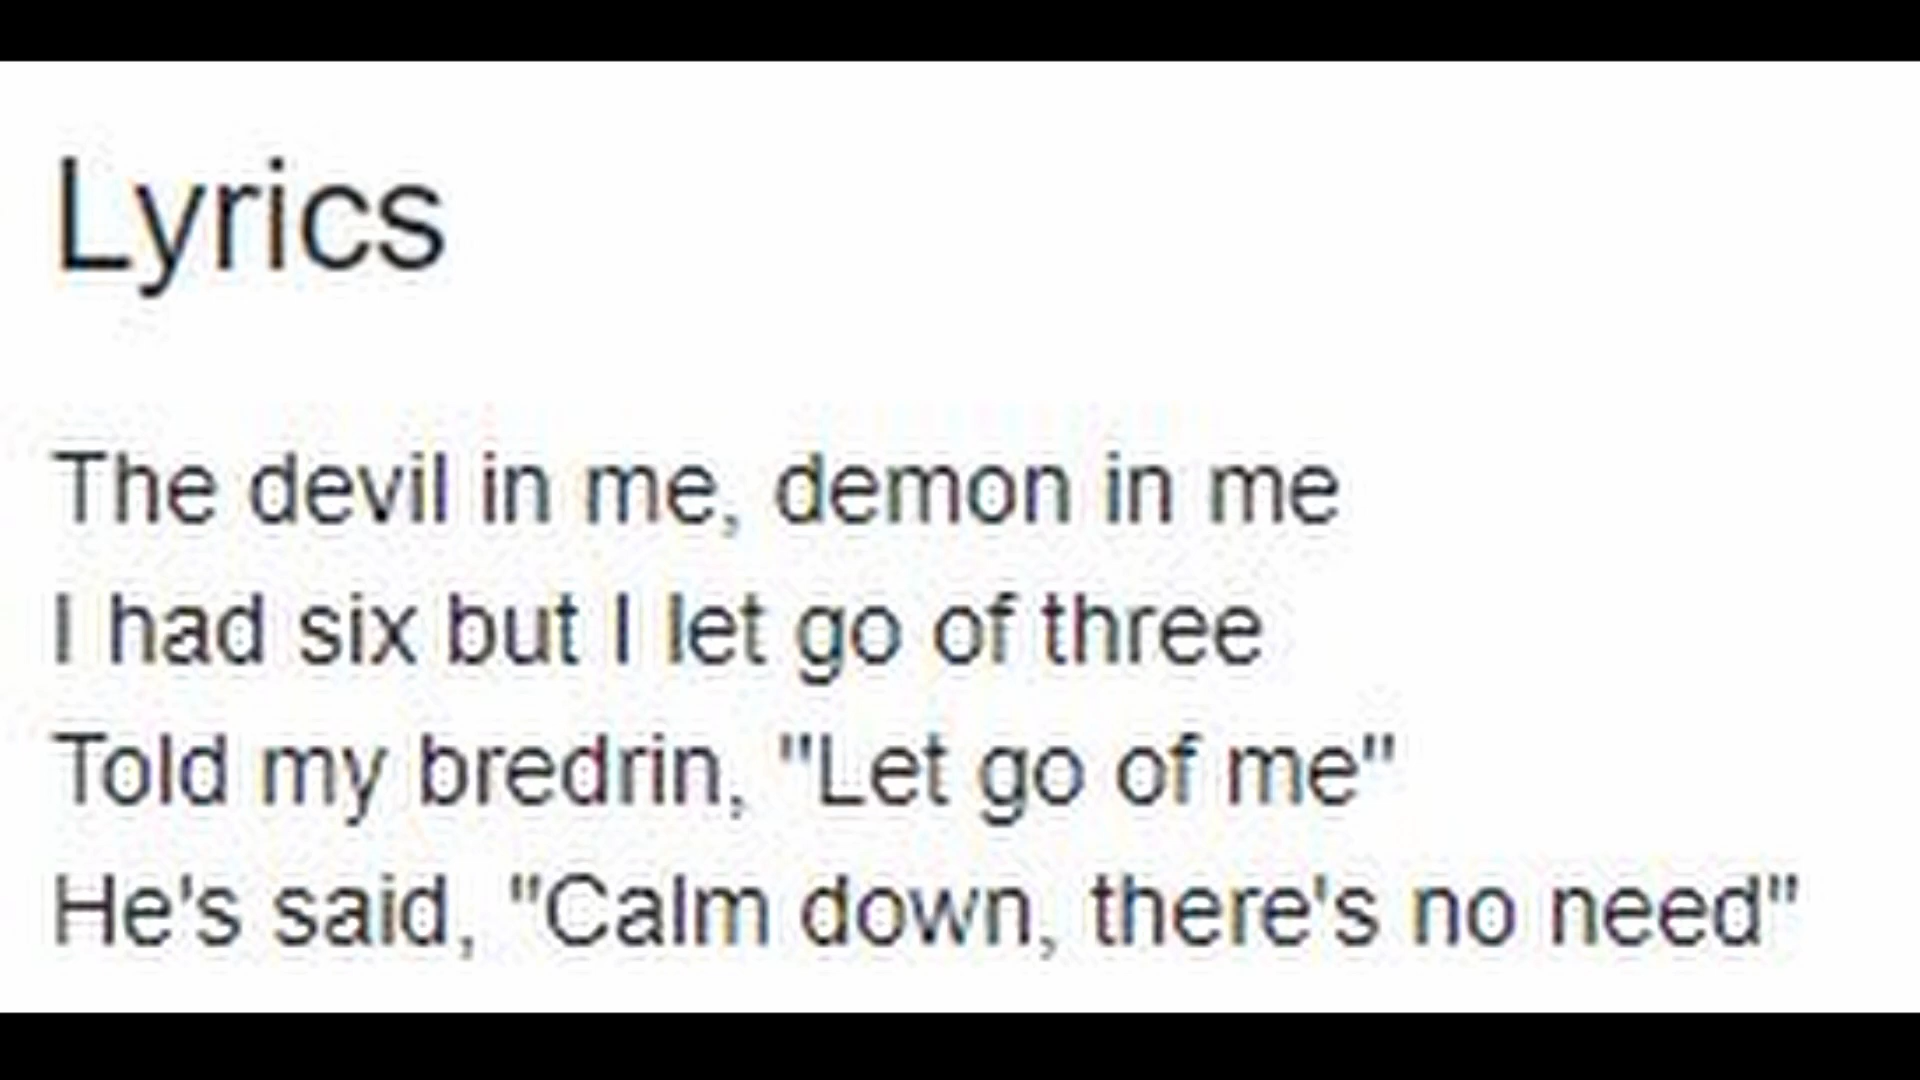 Lyrics
The devil in me, demon in me
I had six but I let go of three
Told my bredrin, "Let go of me"
He's said, "Calm down, there's no need"